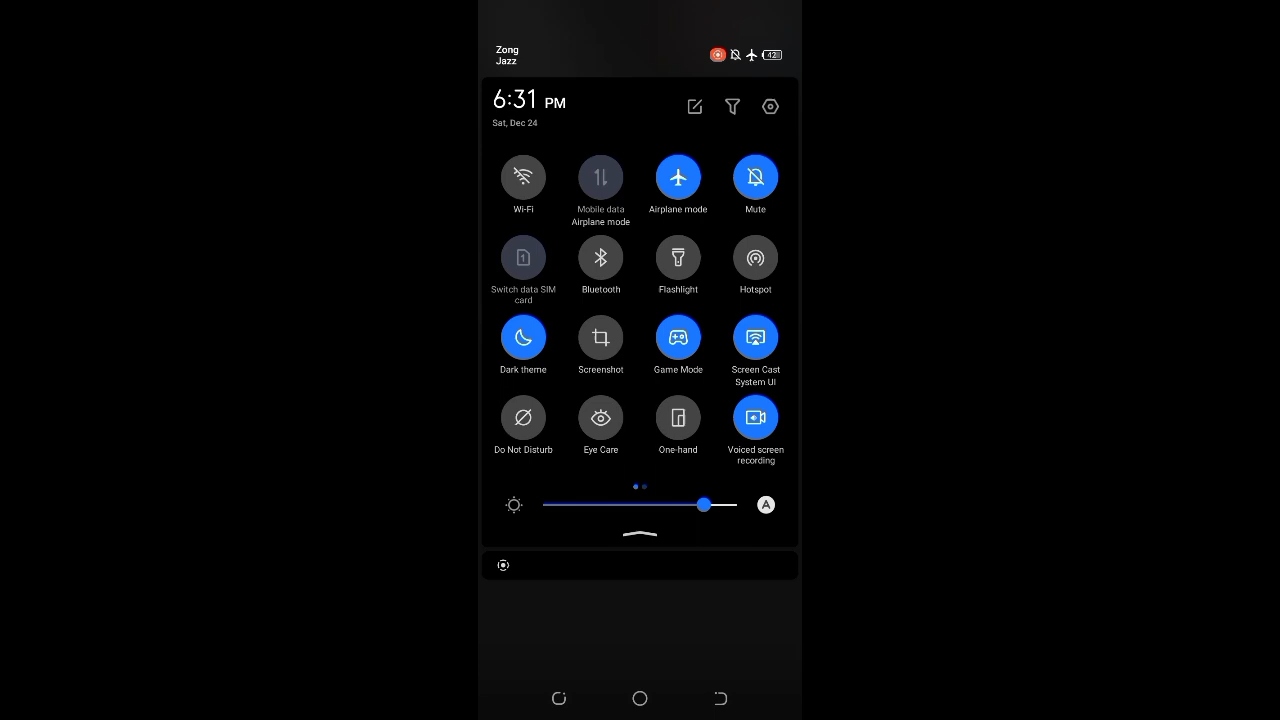 Zong
Jazz
42
6:31 PM
Sat, Dec 24
Wi-Fi
Mobile data
Airplane mode
Airplane mode
Mute
1
Switch data SIM
card
Bluetooth
Flashlight
Hotspot
Dark theme
Screenshot
Game Mode
Screen Cast
System UI
Do Not Disturb
Eye Care
One-hand
Voiced screen
recording
A